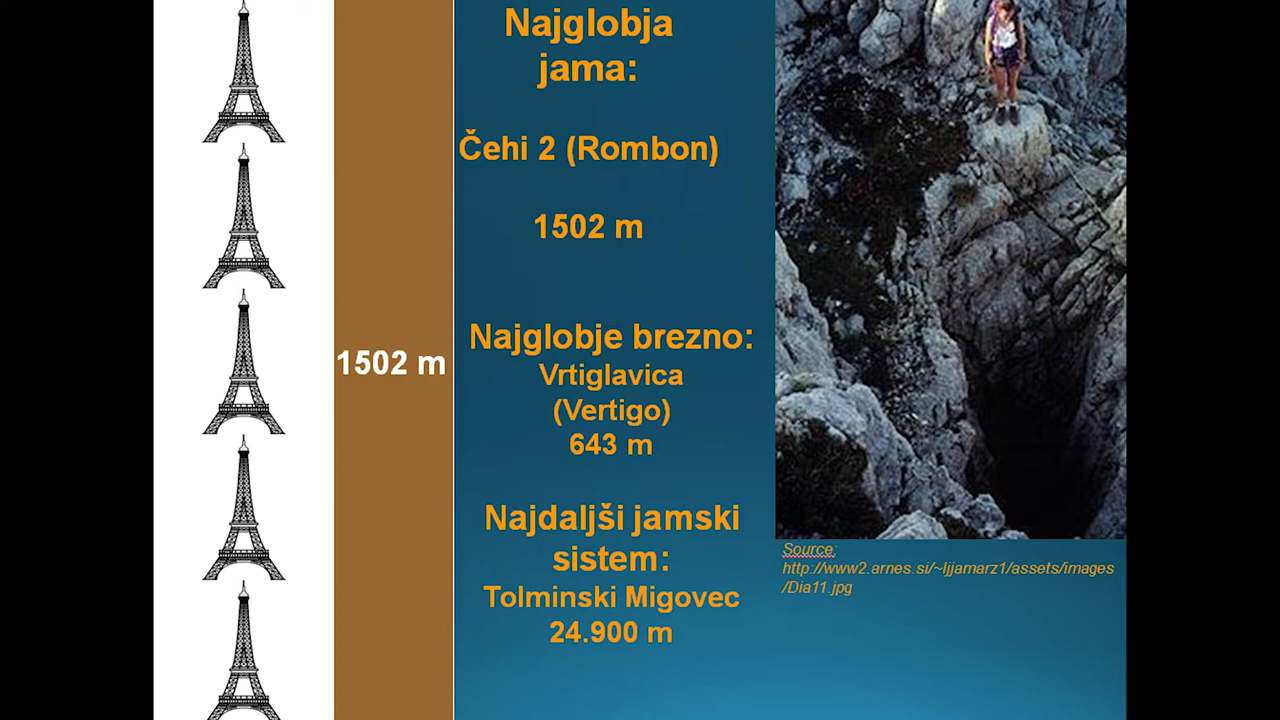 1502 m
Najglobja
jama:
Čehi 2 (Rombon)
1502 m
Najglobje brezno:
Vrtiglavica
(Vertigo)
643 m
Najdaljši jamski
sistem:
Tolminski Migovec
24.900 m
Source:
http://www2.arnes.si/~ljjamarz1/assets/images
/Dia11.jpg